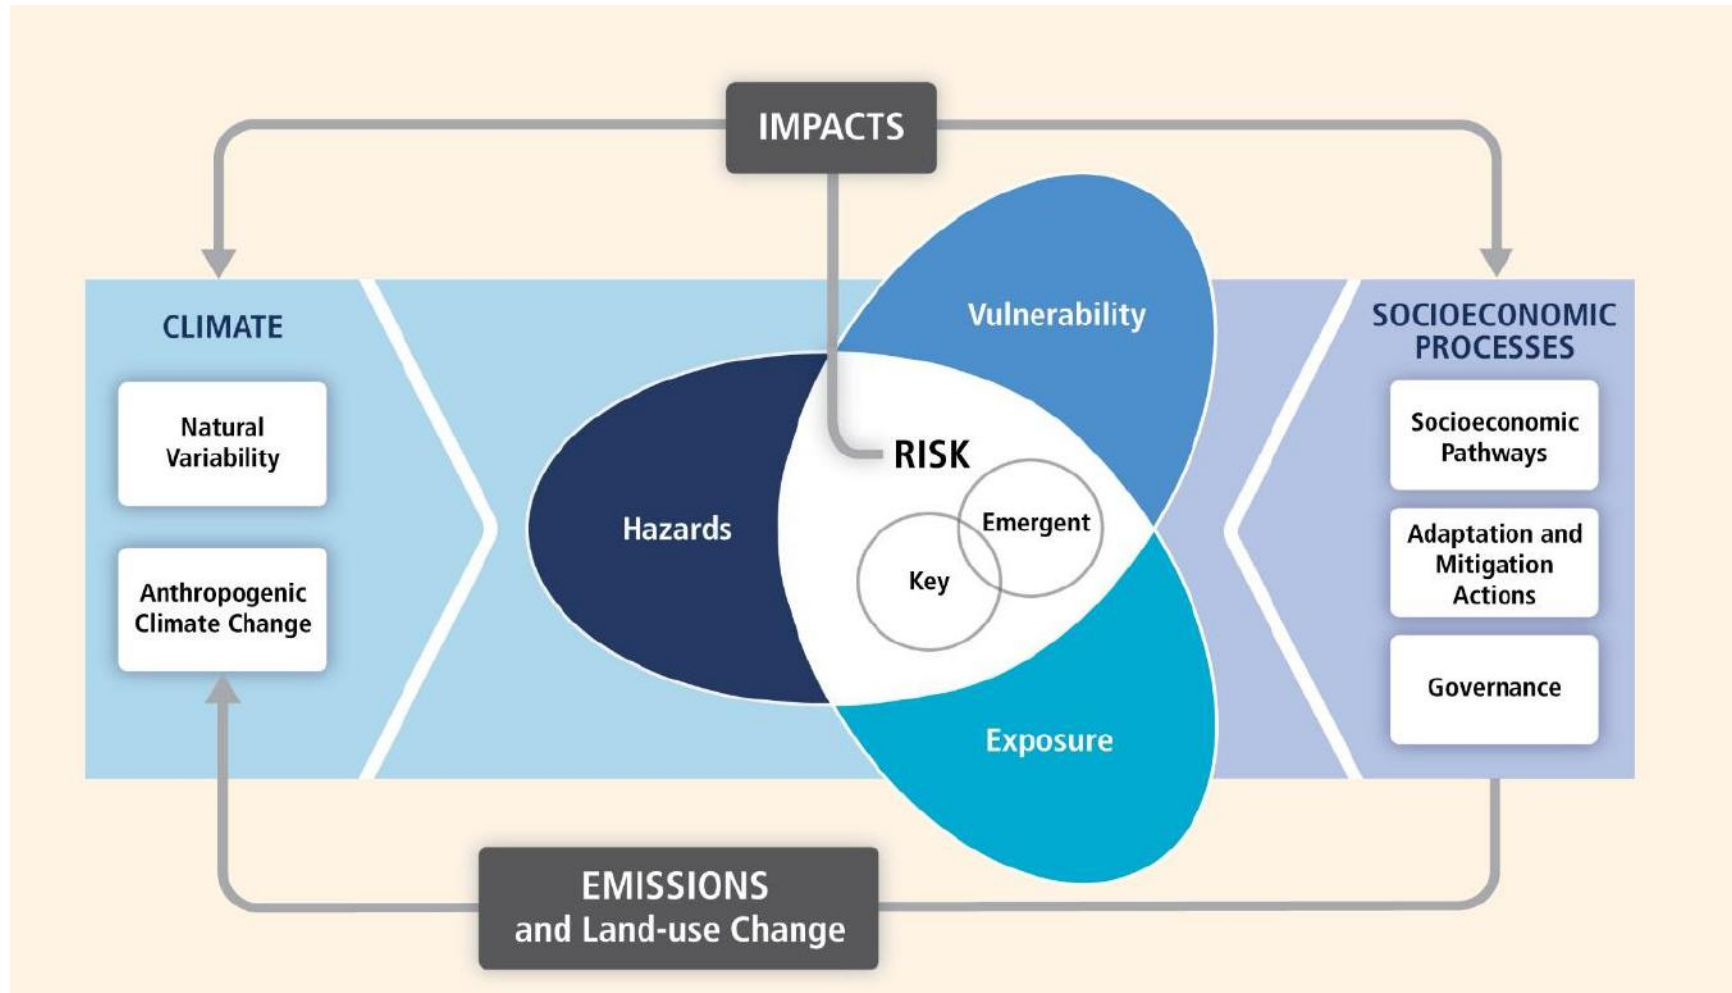 IMPACTS
CLIMATE
Natural
Variability
Anthropogenic
Climate Change
Vulnerability
Hazards
RISK
Emergent
Key
Exposure
SOCIOECONOMIC
PROCESSES
Socioeconomic
Pathways
Adaptation and
Mitigation
Actions
Governance
EMISSIONS
and Land-use Change